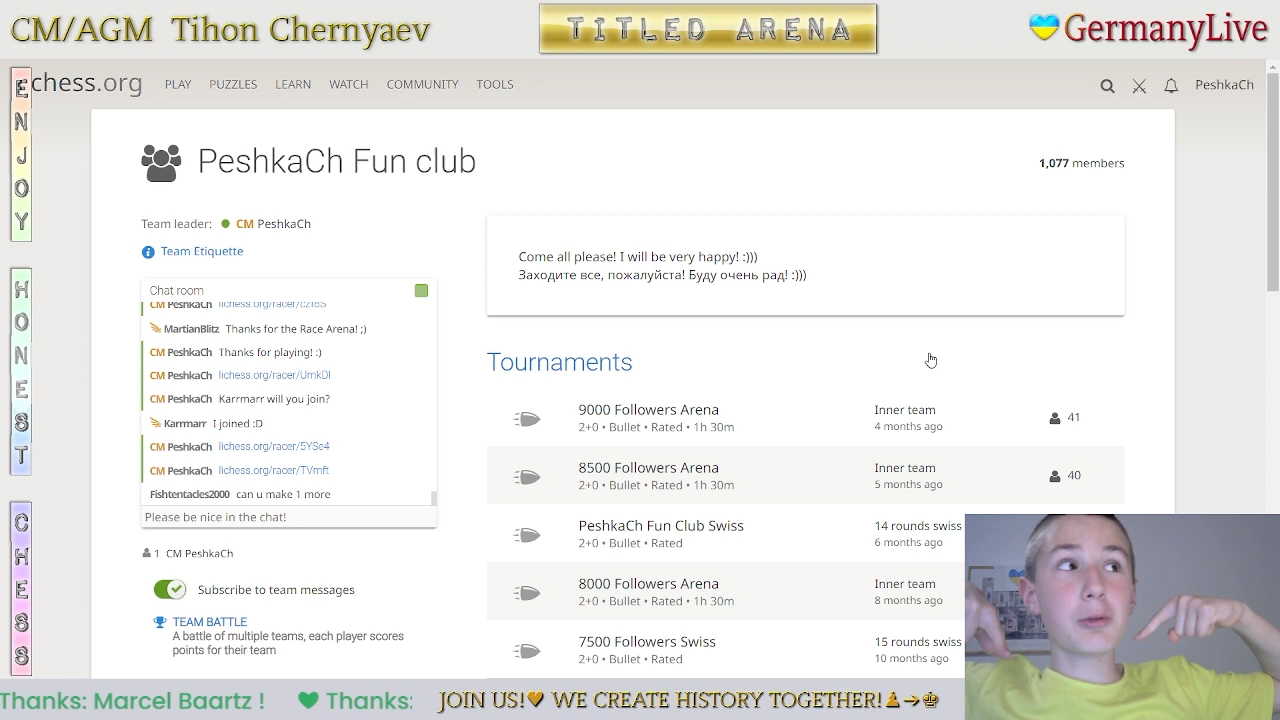 CM/AGM Tihon Chernyaev
TITLED ARENA
GermanyLive
ENJOY
HONEST
CHESS
chess.org
PLAY PUZZLES LEARN WATCH COMMUNITY TOOLS
PeshkaCh
PeshkaCh Fun club
1,077 members
Team leader: CM PeshkaCh
Team Etiquette
Come all please! I will be very happy! :)))
Заходите все, пожалуйста! Буду очень рад! :)))
Chat room
CM PeshkaCh lichess.org/racer/
MartianBlitz Thanks for the Race Arena! ;)
CM PeshkaCh Thanks for playing! :)
CM PeshkaCh lichess.org/racer/UmkDI
CM PeshkaCh Karrmarr will you join?
Karrmarr I joined :D
CM PeshkaCh lichess.org/racer/5YSe4
CM PeshkaCh lichess.org/racer/TVmft
Fishtentacles2000 can u make 1 more
Please be nice in the chat!
1 CM PeshkaCh
Subscribe to team messages
TEAM BATTLE
A battle of multiple teams, each player scores
points for their team
Tournaments
9000 Followers Arena Inner team 41
2+0 • Bullet • Rated • 1h 30m 4 months ago
8500 Followers Arena Inner team 40
2+0 • Bullet • Rated • 1h 30m 5 months ago
PeshkaCh Fun Club Swiss 14 rounds swiss
2+0 • Bullet • Rated 6 months ago
8000 Followers Arena Inner team
2+0 • Bullet • Rated • 1h 30m 8 months ago
7500 Followers Swiss 15 rounds swiss
2+0 • Bullet • Rated 10 months ago
Thanks: Marcel Baartz ! Thanks:
JOIN US! WE CREATE HISTORY TOGETHER!